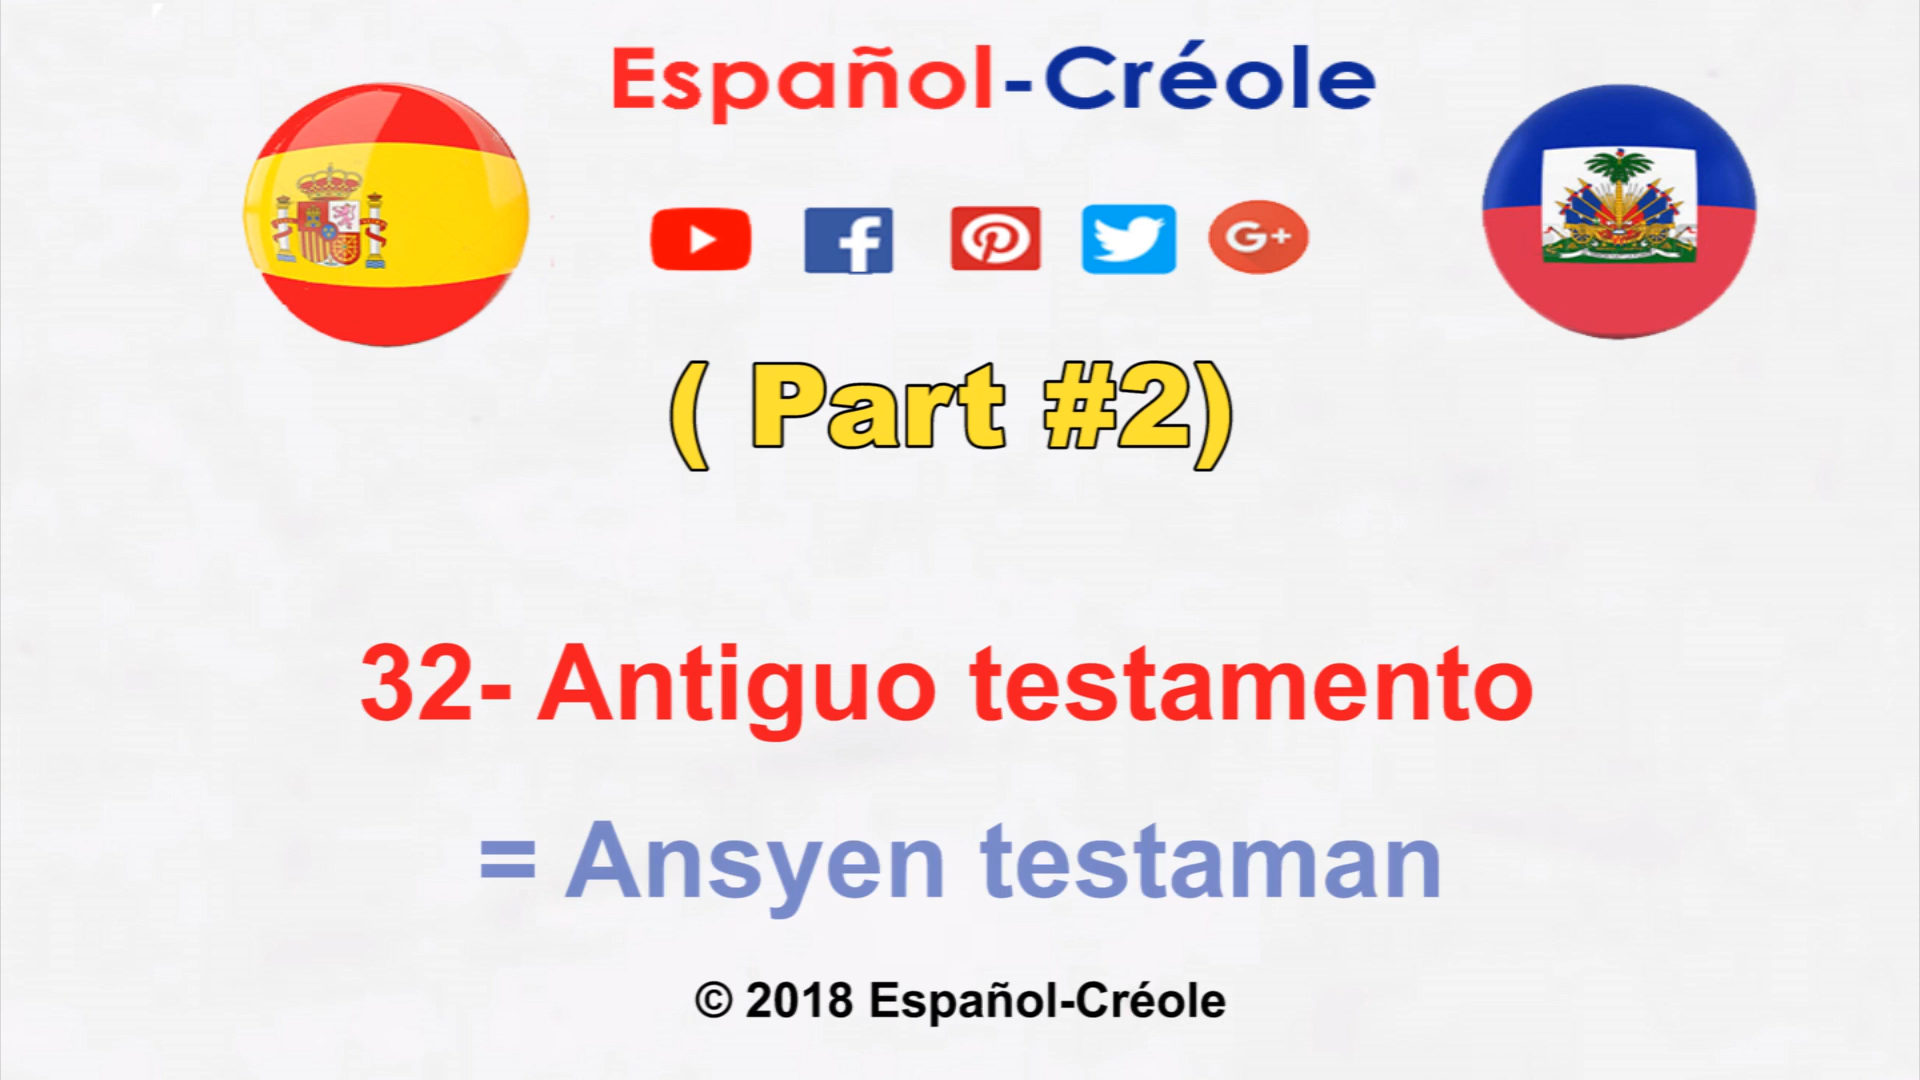 Español-Créole
G+
( Part #2)
32- Antiguo testamento
= Ansyen testaman
© 2018 Español-Créole